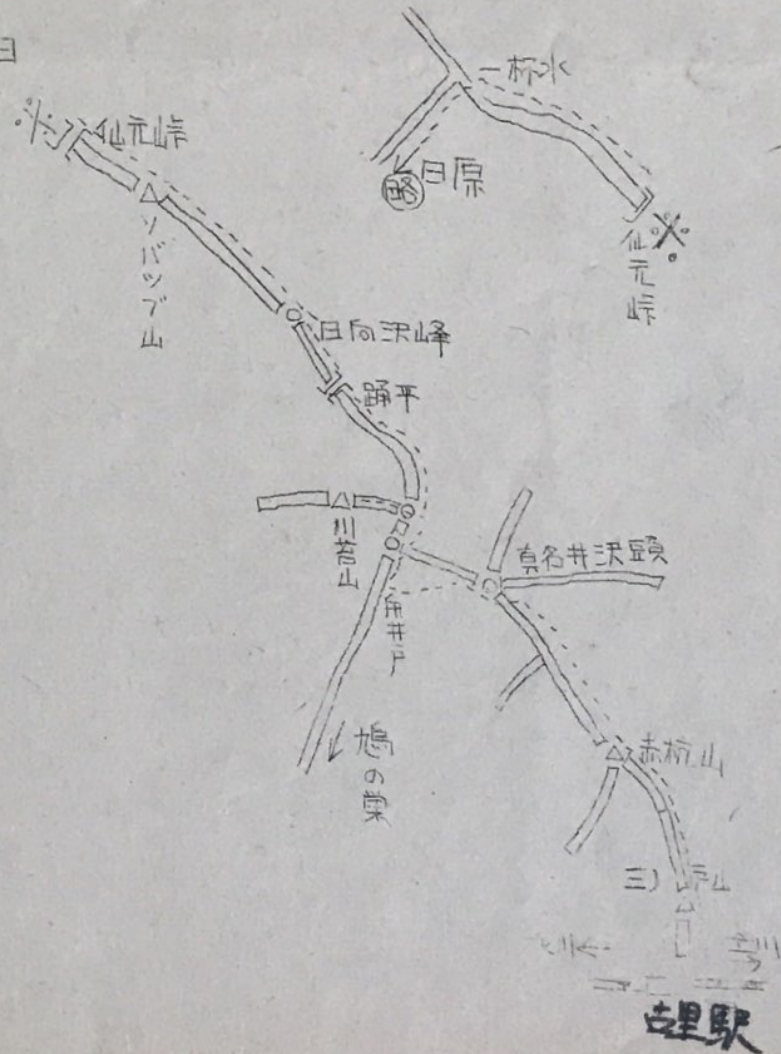 日
一杯水
仙元峠
略 日原
仙元峠
ソバツブ山
日向沢峰
踊平
川苔山
真名井沢頭
舟井戸
鳩の巣
赤杭山
古里駅